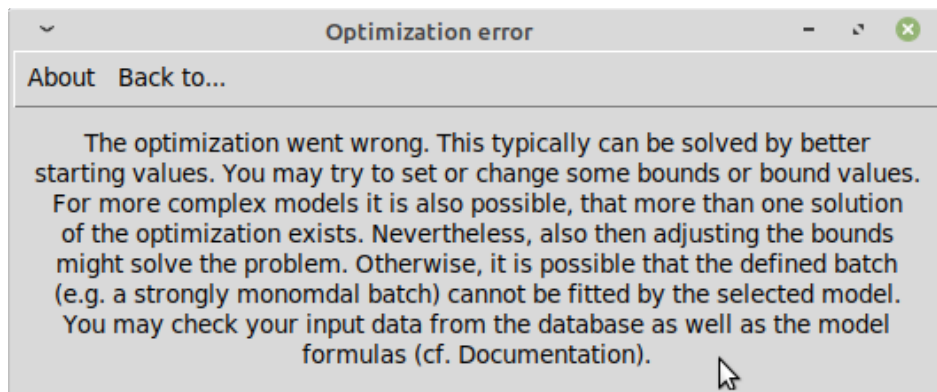 Optimization error
About Back to...
The optimization went wrong. This typically can be solved by better
starting values. You may try to set or change some bounds or bound values.
For more complex models it is also possible, that more than one solution
of the optimization exists. Nevertheless, also then adjusting the bounds
might solve the problem. Otherwise, it is possible that the defined batch
(e.g. a strongly monomdal batch) cannot be fitted by the selected model.
You may check your input data from the database as well as the model
formulas (cf. Documentation).